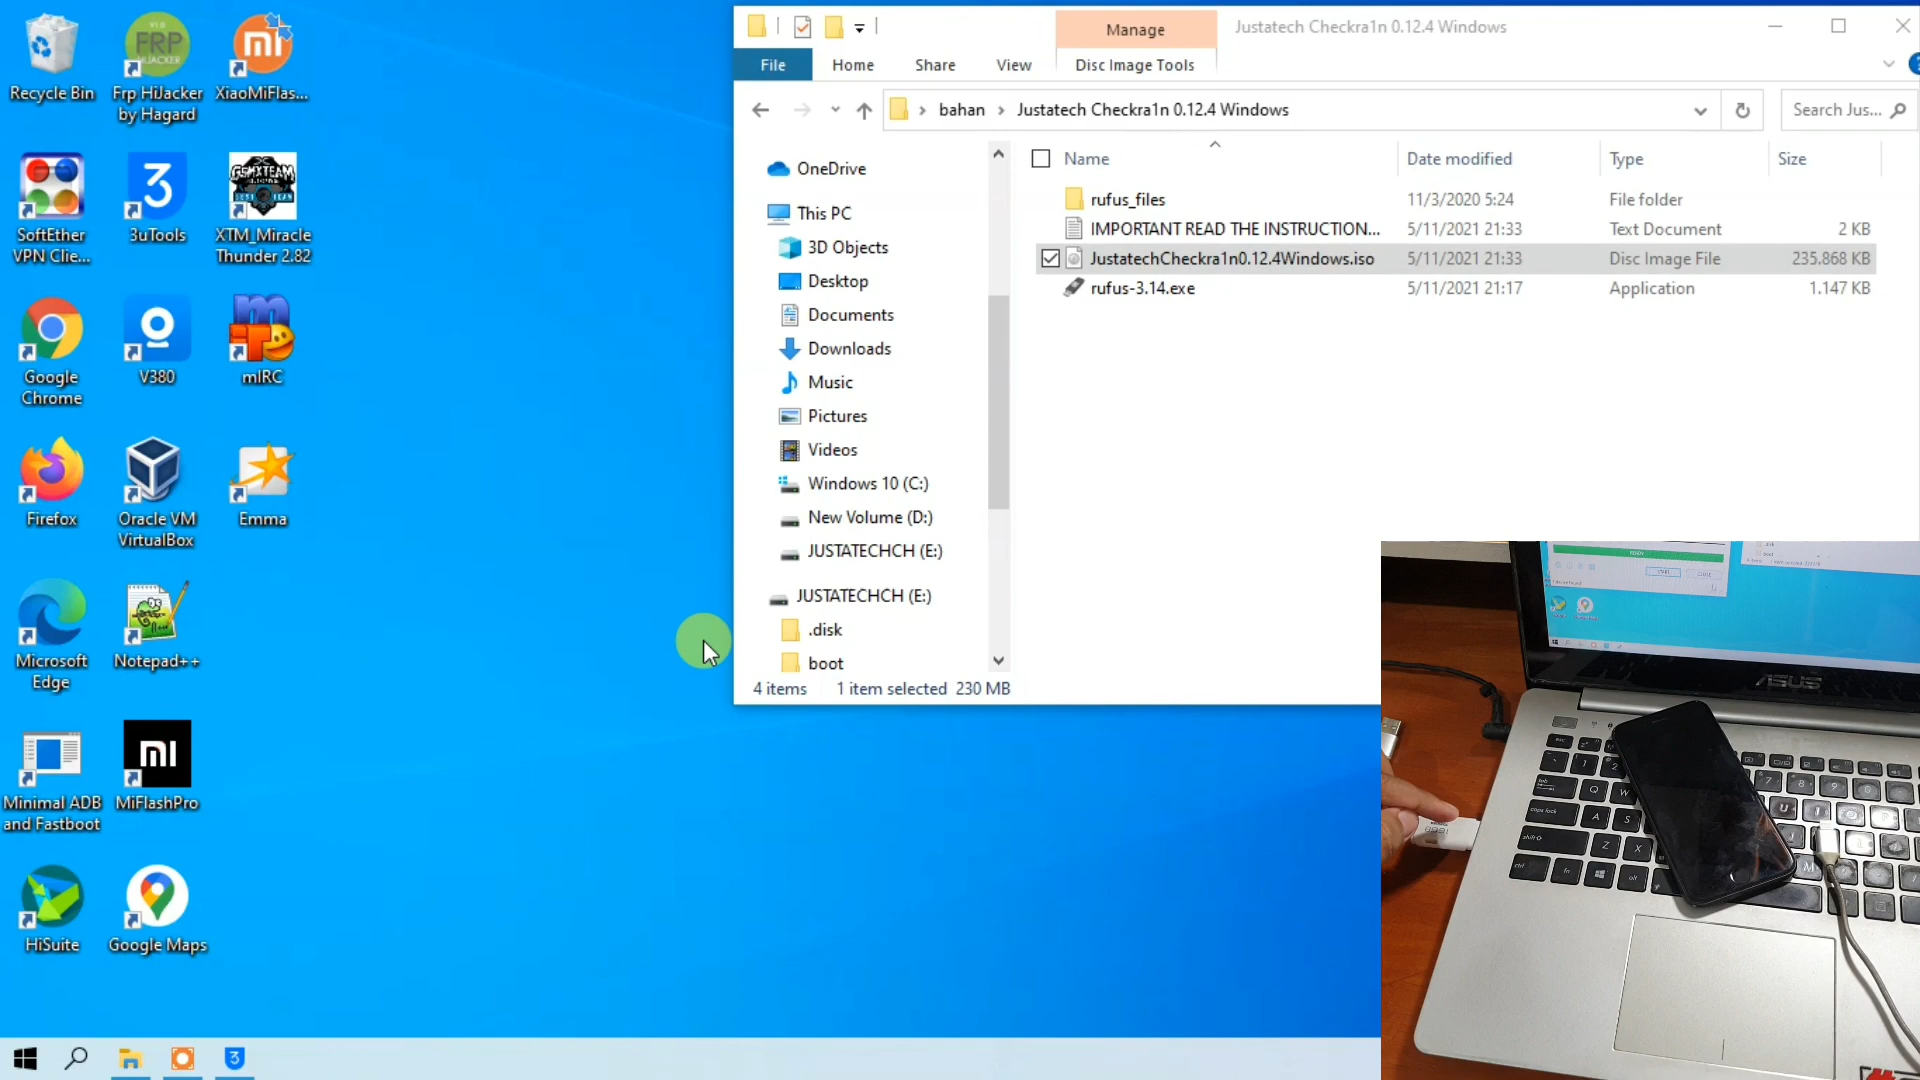 Recycle Bin
Frp HiJacker
by Hagard
XiaoMiFlas...
SoftEther
VPN Clie...
3uTools
XTM_Miracle
Thunder 2.82
Google
Chrome
V380
mIRC
Firefox
Oracle VM
VirtualBox
Emma
Microsoft
Edge
Notepad++
Minimal ADB
and Fastboot
MiFlashPro
HiSuite
Google Maps
Manage
Justatech Checkra1n 0.12.4 Windows
File
Home
Share
View
Disc Image Tools
bahan
Justatech Checkra1n 0.12.4 Windows
Search Jus...
OneDrive
This PC
3D Objects
Desktop
Documents
Downloads
Music
Pictures
Videos
Windows 10 (C:)
New Volume (D:)
JUSTATECHCH (E:)
JUSTATECHCH (E:)
.disk
boot
Name Date modified Type Size
rufus_files 11/3/2020 5:24 File folder
IMPORTANT READ THE INSTRUCTION... 5/11/2021 21:33 Text Document 2 KB
JustatechCheckra1n0.12.4Windows.iso 5/11/2021 21:33 Disc Image File 235.868 KB
rufus-3.14.exe 5/11/2021 21:17 Application 1.147 KB
4 items 1 item selected 230 MB
ASUS